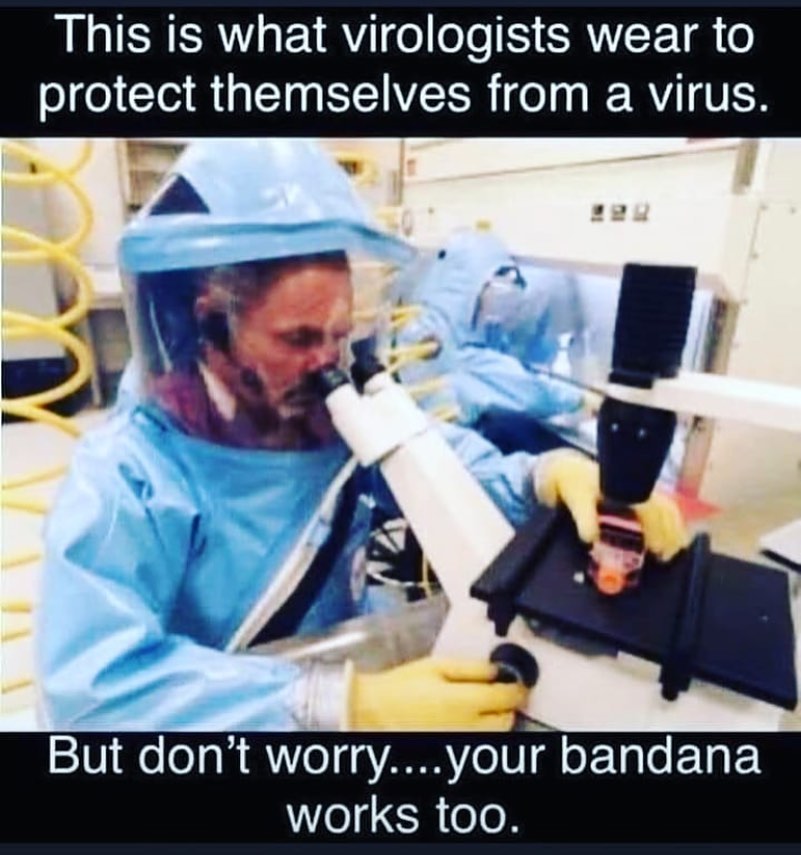 This is what virologists wear to
protect themselves from a virus.
But don't worry....your bandana
works too.